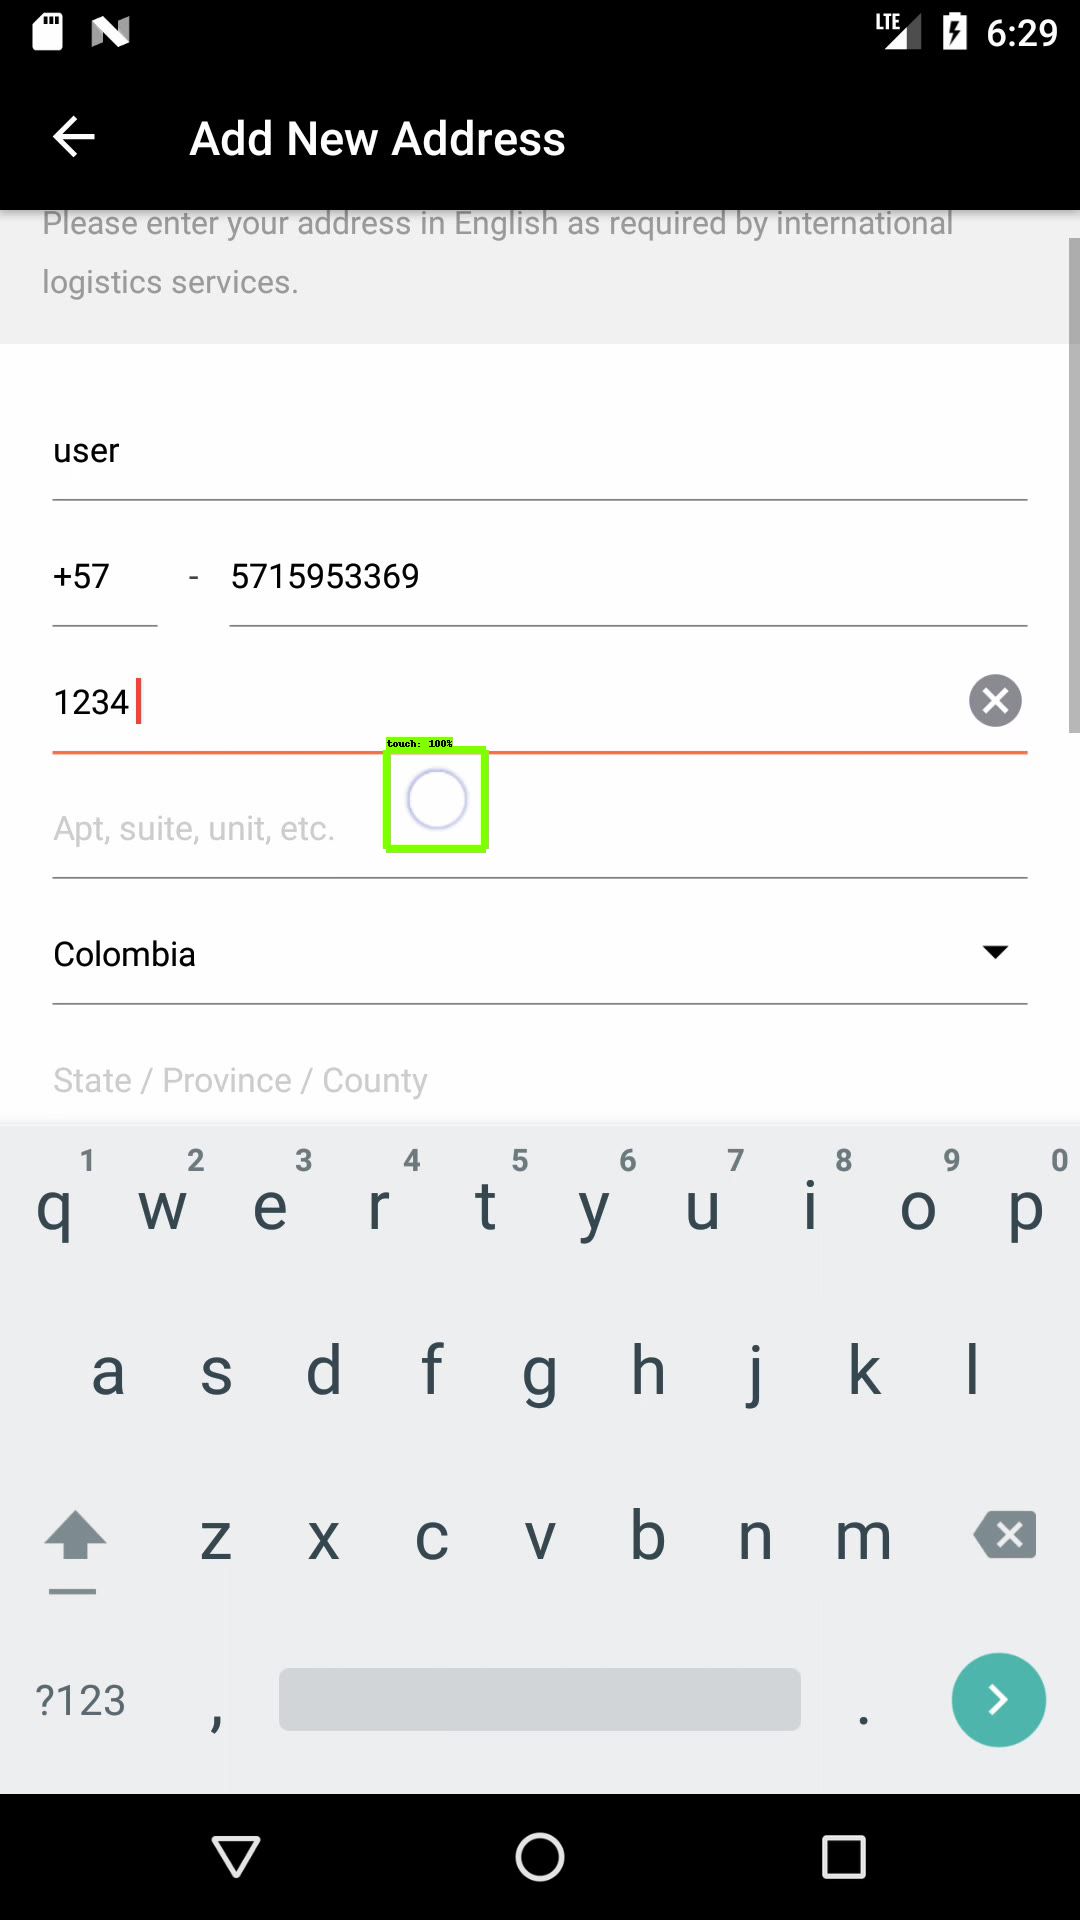 LTE 6:29
Add New Address
Please enter your address in English as required by international
logistics services.
user
+57 - 5715953369
1234
touch: 100%
Apt, suite, unit, etc.
Colombia
State / Province / County
1 2 3 4 5 6 7 8 9 0
q w e r t y u i o p
a s d f g h j k l
z x c v b n m
?123 , .